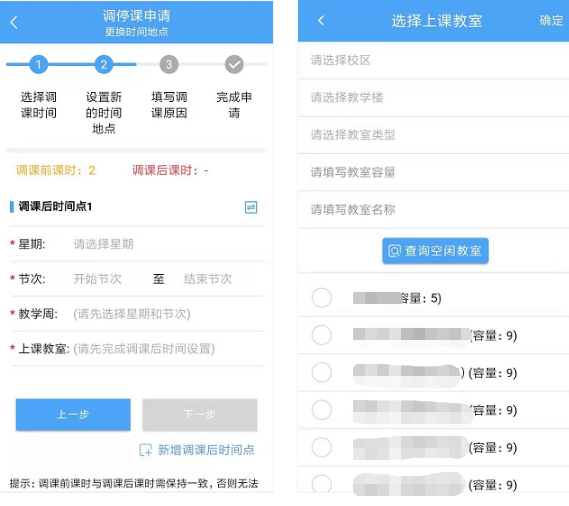 调停课申请
更换时间地点
1
2
3
选择调
课时间
设置新
的时间
地点
填写调
课原因
完成申
请
调课前课时：2
调课后课时：-
调课后时间点1
* 星期: 请选择星期
* 节次: 开始节次 至 结束节次
* 教学周: (请先选择星期和节次)
* 上课教室: (请先完成调课后时间设置)
上一步
下一步
新增调课后时间点
提示：调课前课时与调课后课时需保持一致，否则无法
选择上课教室
确定
请选择校区
请选择教学楼
请选择教室类型
请填写教室容量
请填写教室名称
查询空闲教室
容量：5)
(容量：9)
) (容量：9)
(容量：9)
(容量：9)
(容量：9)